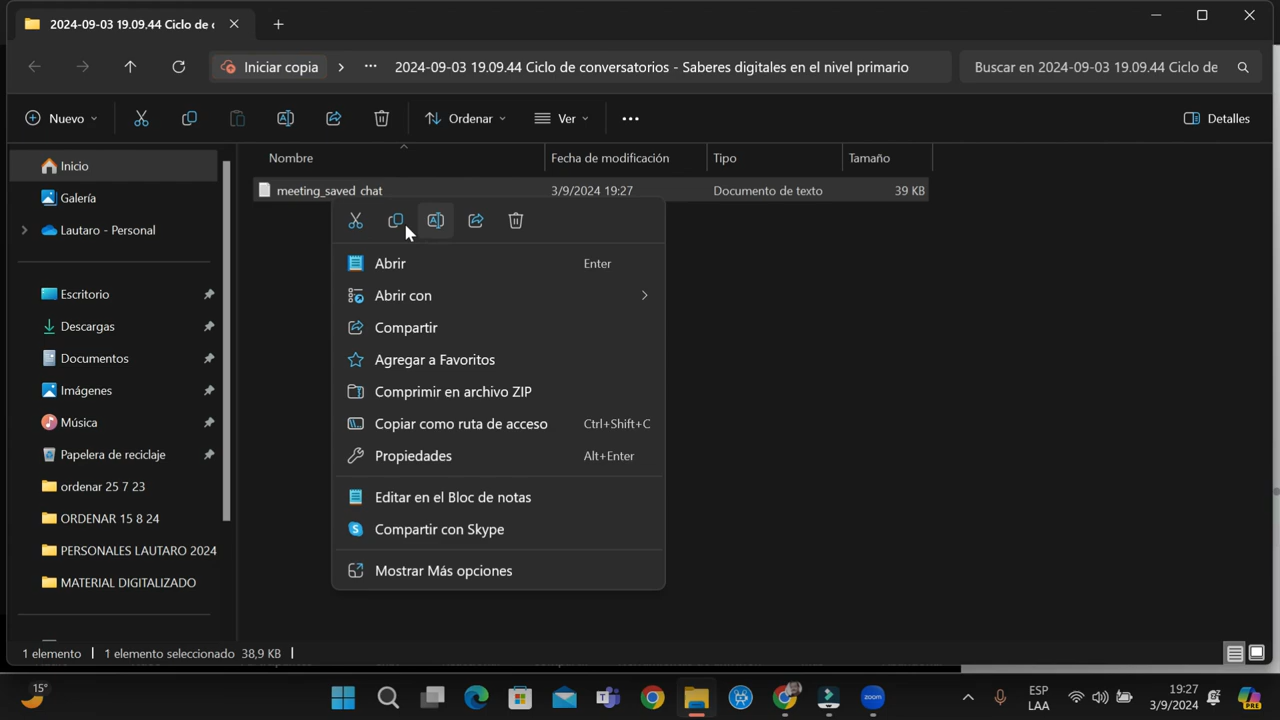 2024-09-03 19.09.44 Ciclo de c
Iniciar copia
2024-09-03 19.09.44 Ciclo de conversatorios - Saberes digitales en el nivel primario
Buscar en 2024-09-03 19.09.44 Ciclo de
Nuevo
Ordenar
Ver
Detalles
Nombre
Fecha de modificación
Tipo
Tamaño
meeting_saved chat
3/9/2024 19:27
Documento de texto
39 KB
Inicio
Galería
Lautaro - Personal
Escritorio
Descargas
Documentos
Imágenes
Música
Papelera de reciclaje
ordenar 25 7 23
ORDENAR 15 8 24
PERSONALES LAUTARO 2024
MATERIAL DIGITALIZADO
Abrir Enter
Abrir con
Compartir
Agregar a Favoritos
Comprimir en archivo ZIP
Copiar como ruta de acceso Ctrl+Shift+C
Propiedades Alt+Enter
Editar en el Bloc de notas
Compartir con Skype
Mostrar Más opciones
1 elemento
1 elemento seleccionado 38,9 KB
15°
zoom
ESP
LAA
19:27
3/9/2024
PRE